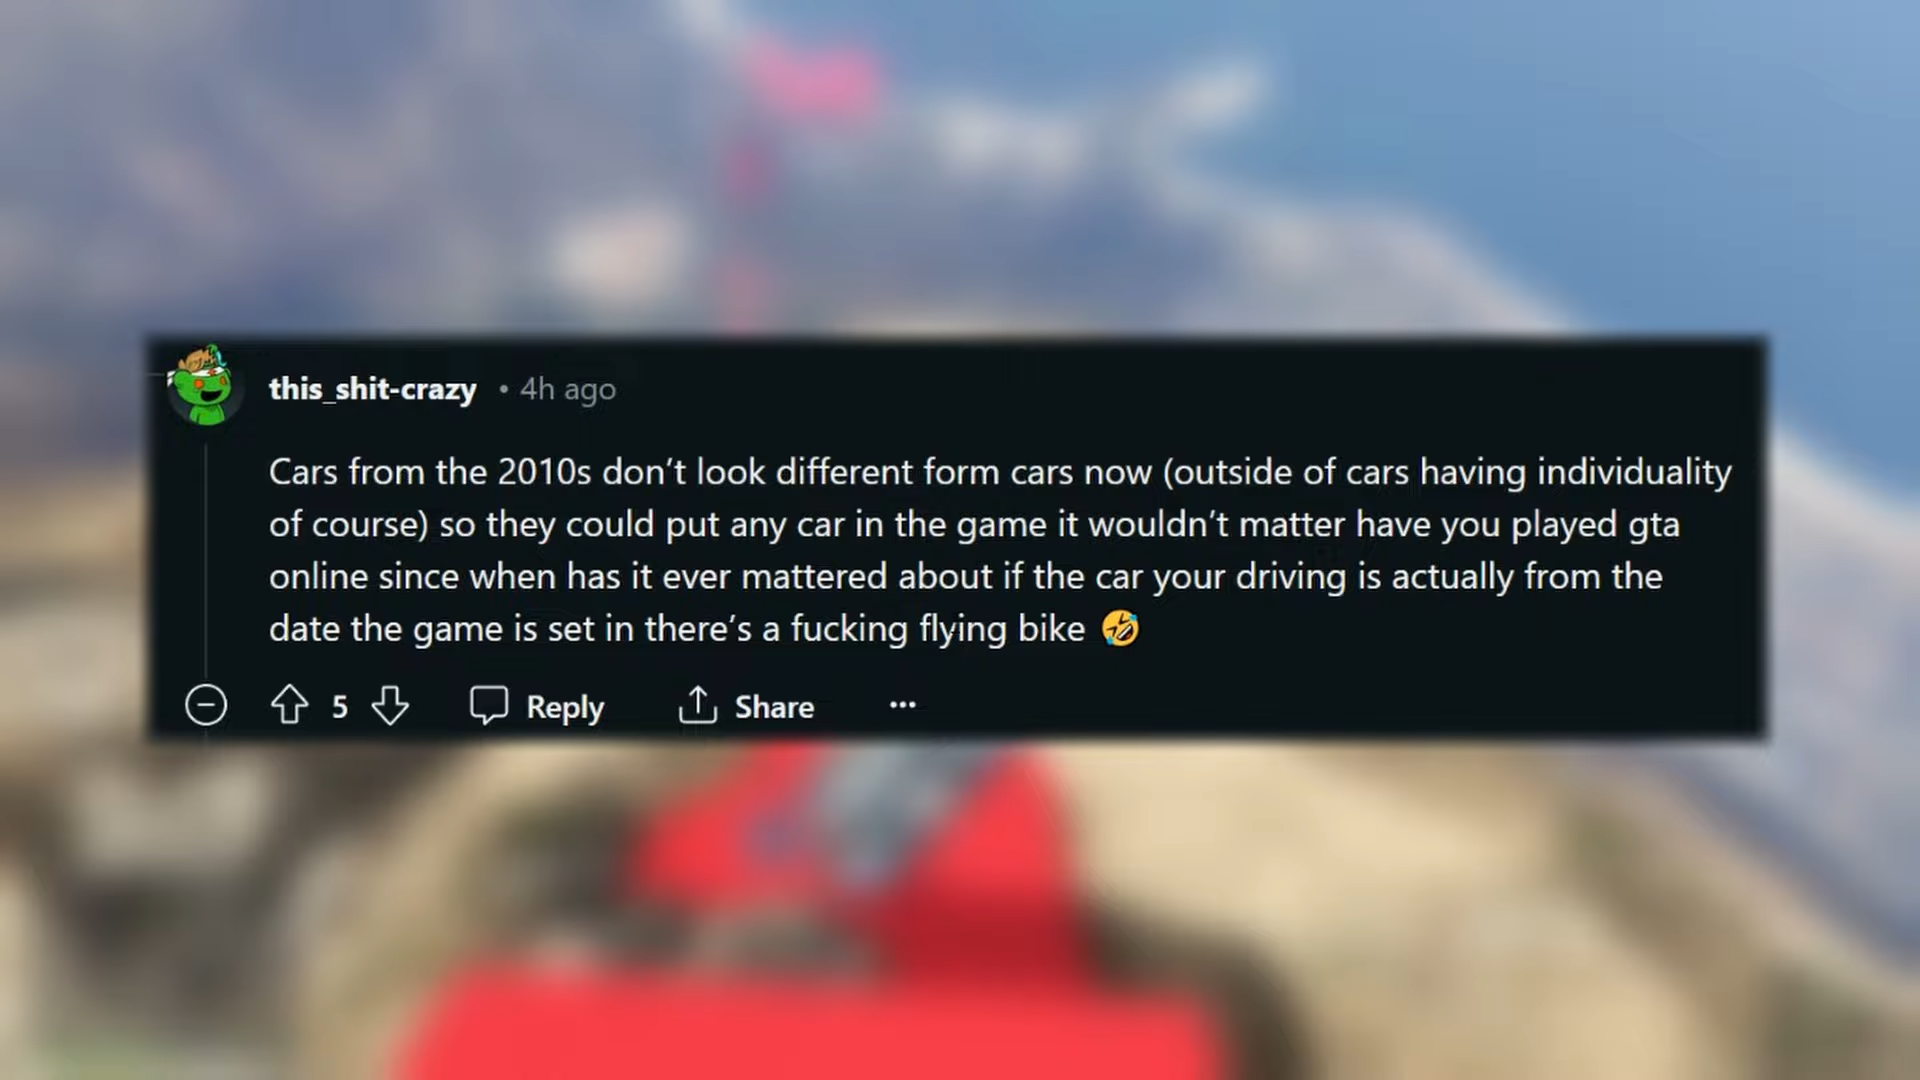 this_shit-crazy • 4h ago
Cars from the 2010s don’t look different form cars now (outside of cars having individuality
of course) so they could put any car in the game it wouldn’t matter have you played gta
online since when has it ever mattered about if the car your driving is actually from the
date the game is set in there’s a fucking flying bike 🤣
5 Reply Share ...